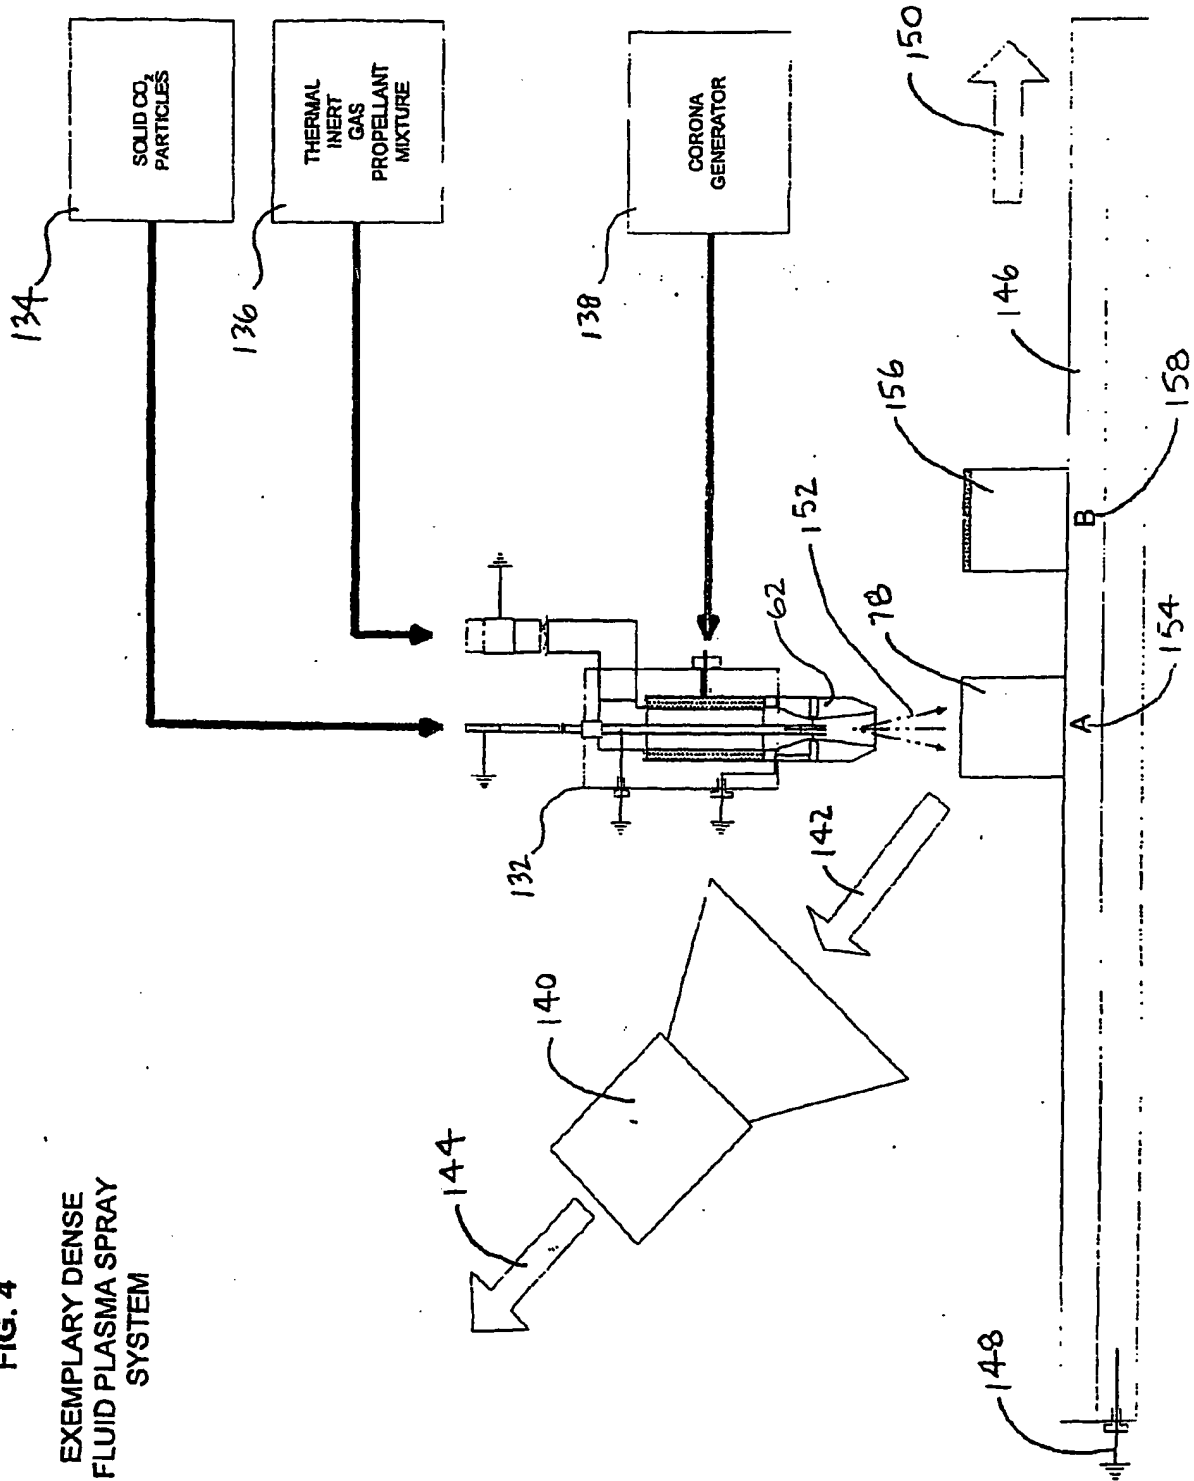 FIG. 4
EXEMPLARY DENSE
FLUID PLASMA SPRAY
SYSTEM
SOLID CO₂
PARTICLES
134
THERMAL
INERT
GAS
PROPELLANT
MIXTURE
136
CORONA
GENERATOR
138
132
62
152
142
140
144
78
156
146
150
A
154
B
158
148